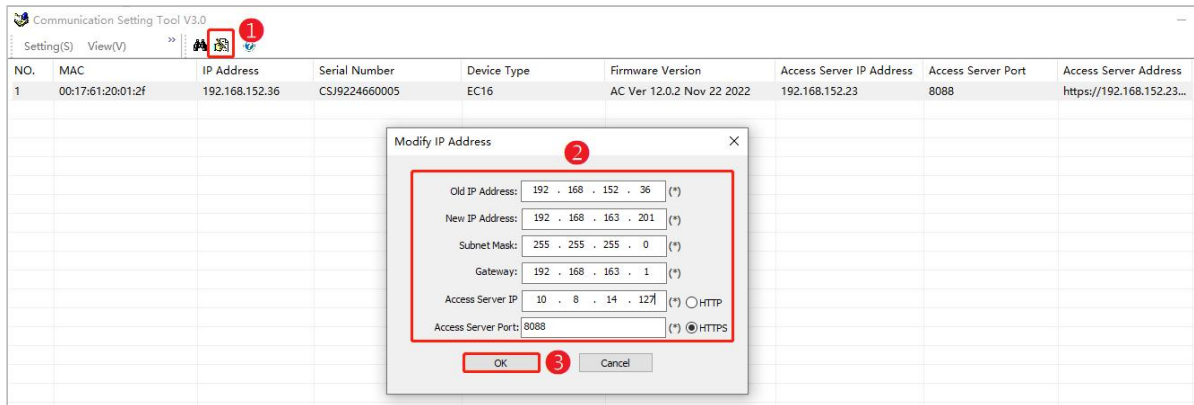 Communication Setting Tool V3.0
1
Setting(S) View(V) »
NO. MAC IP Address Serial Number Device Type Firmware Version Access Server IP Address Access Server Port Access Server Address
1 00:17:61:20:01:2f 192.168.152.36 CSJ9224660005 EC16 AC Ver 12.0.2 Nov 22 2022 192.168.152.23 8088 https://192.168.152.23...
Modify IP Address
2
Old IP Address: 192 . 168 . 152 . 36 (*)
New IP Address: 192 . 168 . 163 . 201 (*)
Subnet Mask: 255 . 255 . 255 . 0 (*)
Gateway: 192 . 168 . 163 . 1 (*)
Access Server IP 10 . 8 . 14 . 127 (*) HTTP
Access Server Port: 8088 (*) HTTPS
OK 3 Cancel